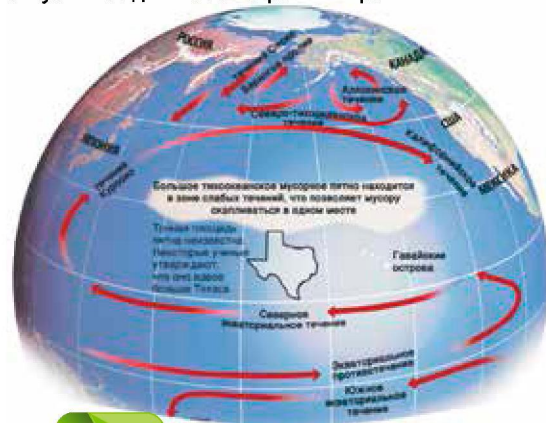 РОССИЯ
Берингов пролив
КАНАДА
Аляскинское
течение
Северо-тихоокеанское
течение
США
Калифорнийское
течение
МЕКСИКА
ЯПОНИЯ
течение
Куросио
Большое тихоокеанское мусорное пятно находится
в зоне слабых течений, что позволяет мусору
скапливаться в одном месте
Точная площадь
пятна неизвестна.
Некоторые ученые
утверждают,
что оно вдвое
больше Техаса
Гавайские
острова
Северное
экваториальное течение
Экваториальное
противотечение
Южное
экваториальное
течение